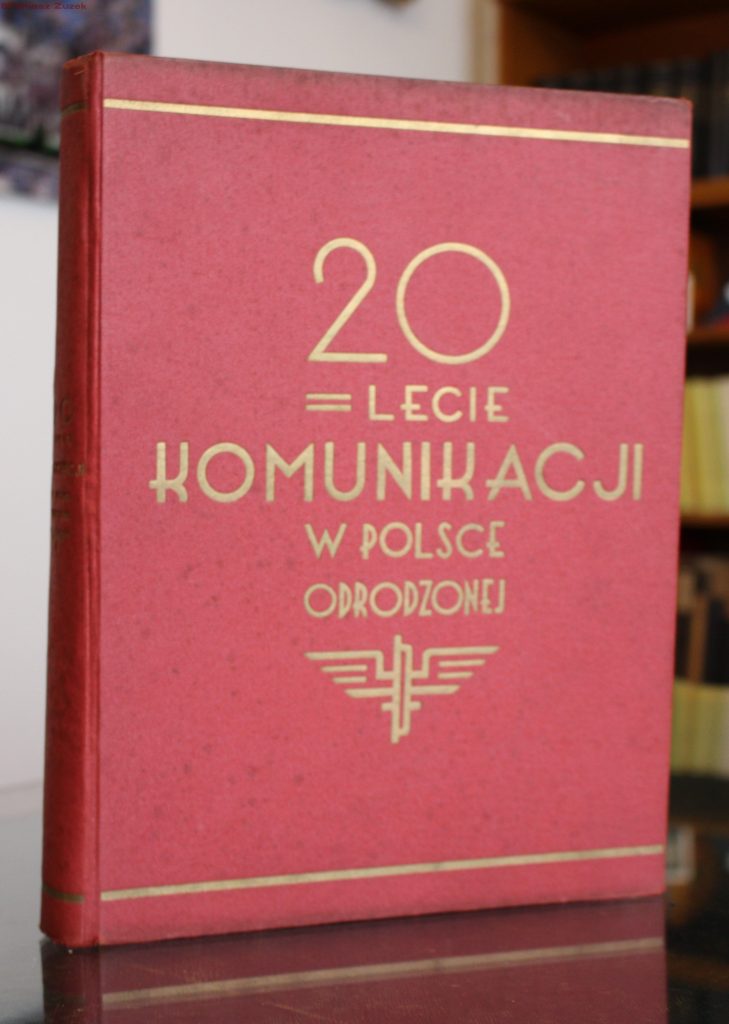 20
=LECIE
KOMUNIKACJI
W POLSCE
ODRODZONEJ